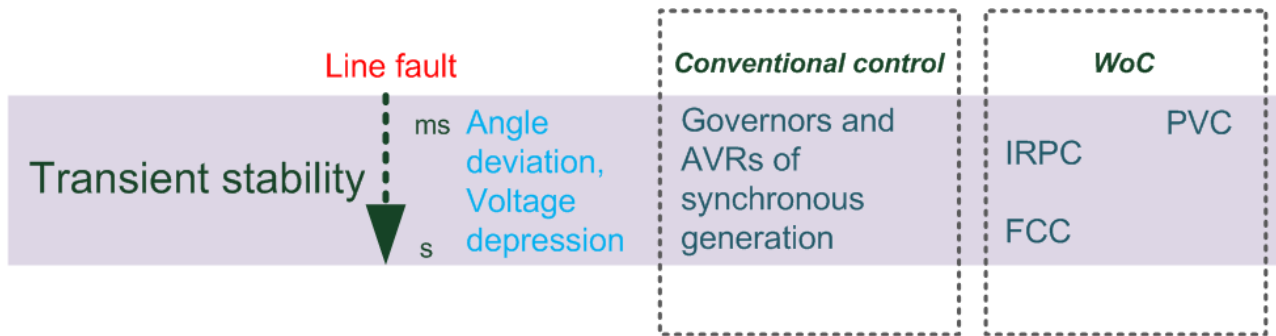 Line fault
Conventional control
WoC
Transient stability
ms
s
Angle
deviation,
Voltage
depression
Governors and
AVRs of
synchronous
generation
PVC
IRPC
FCC